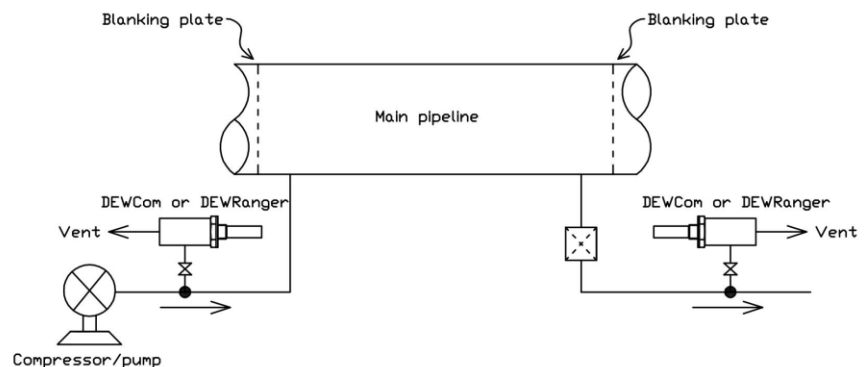 Blanking plate
Blanking plate
Main pipeline
DEWCom or DEWRanger
DEWCom or DEWRanger
Vent
Vent
Compressor/pump